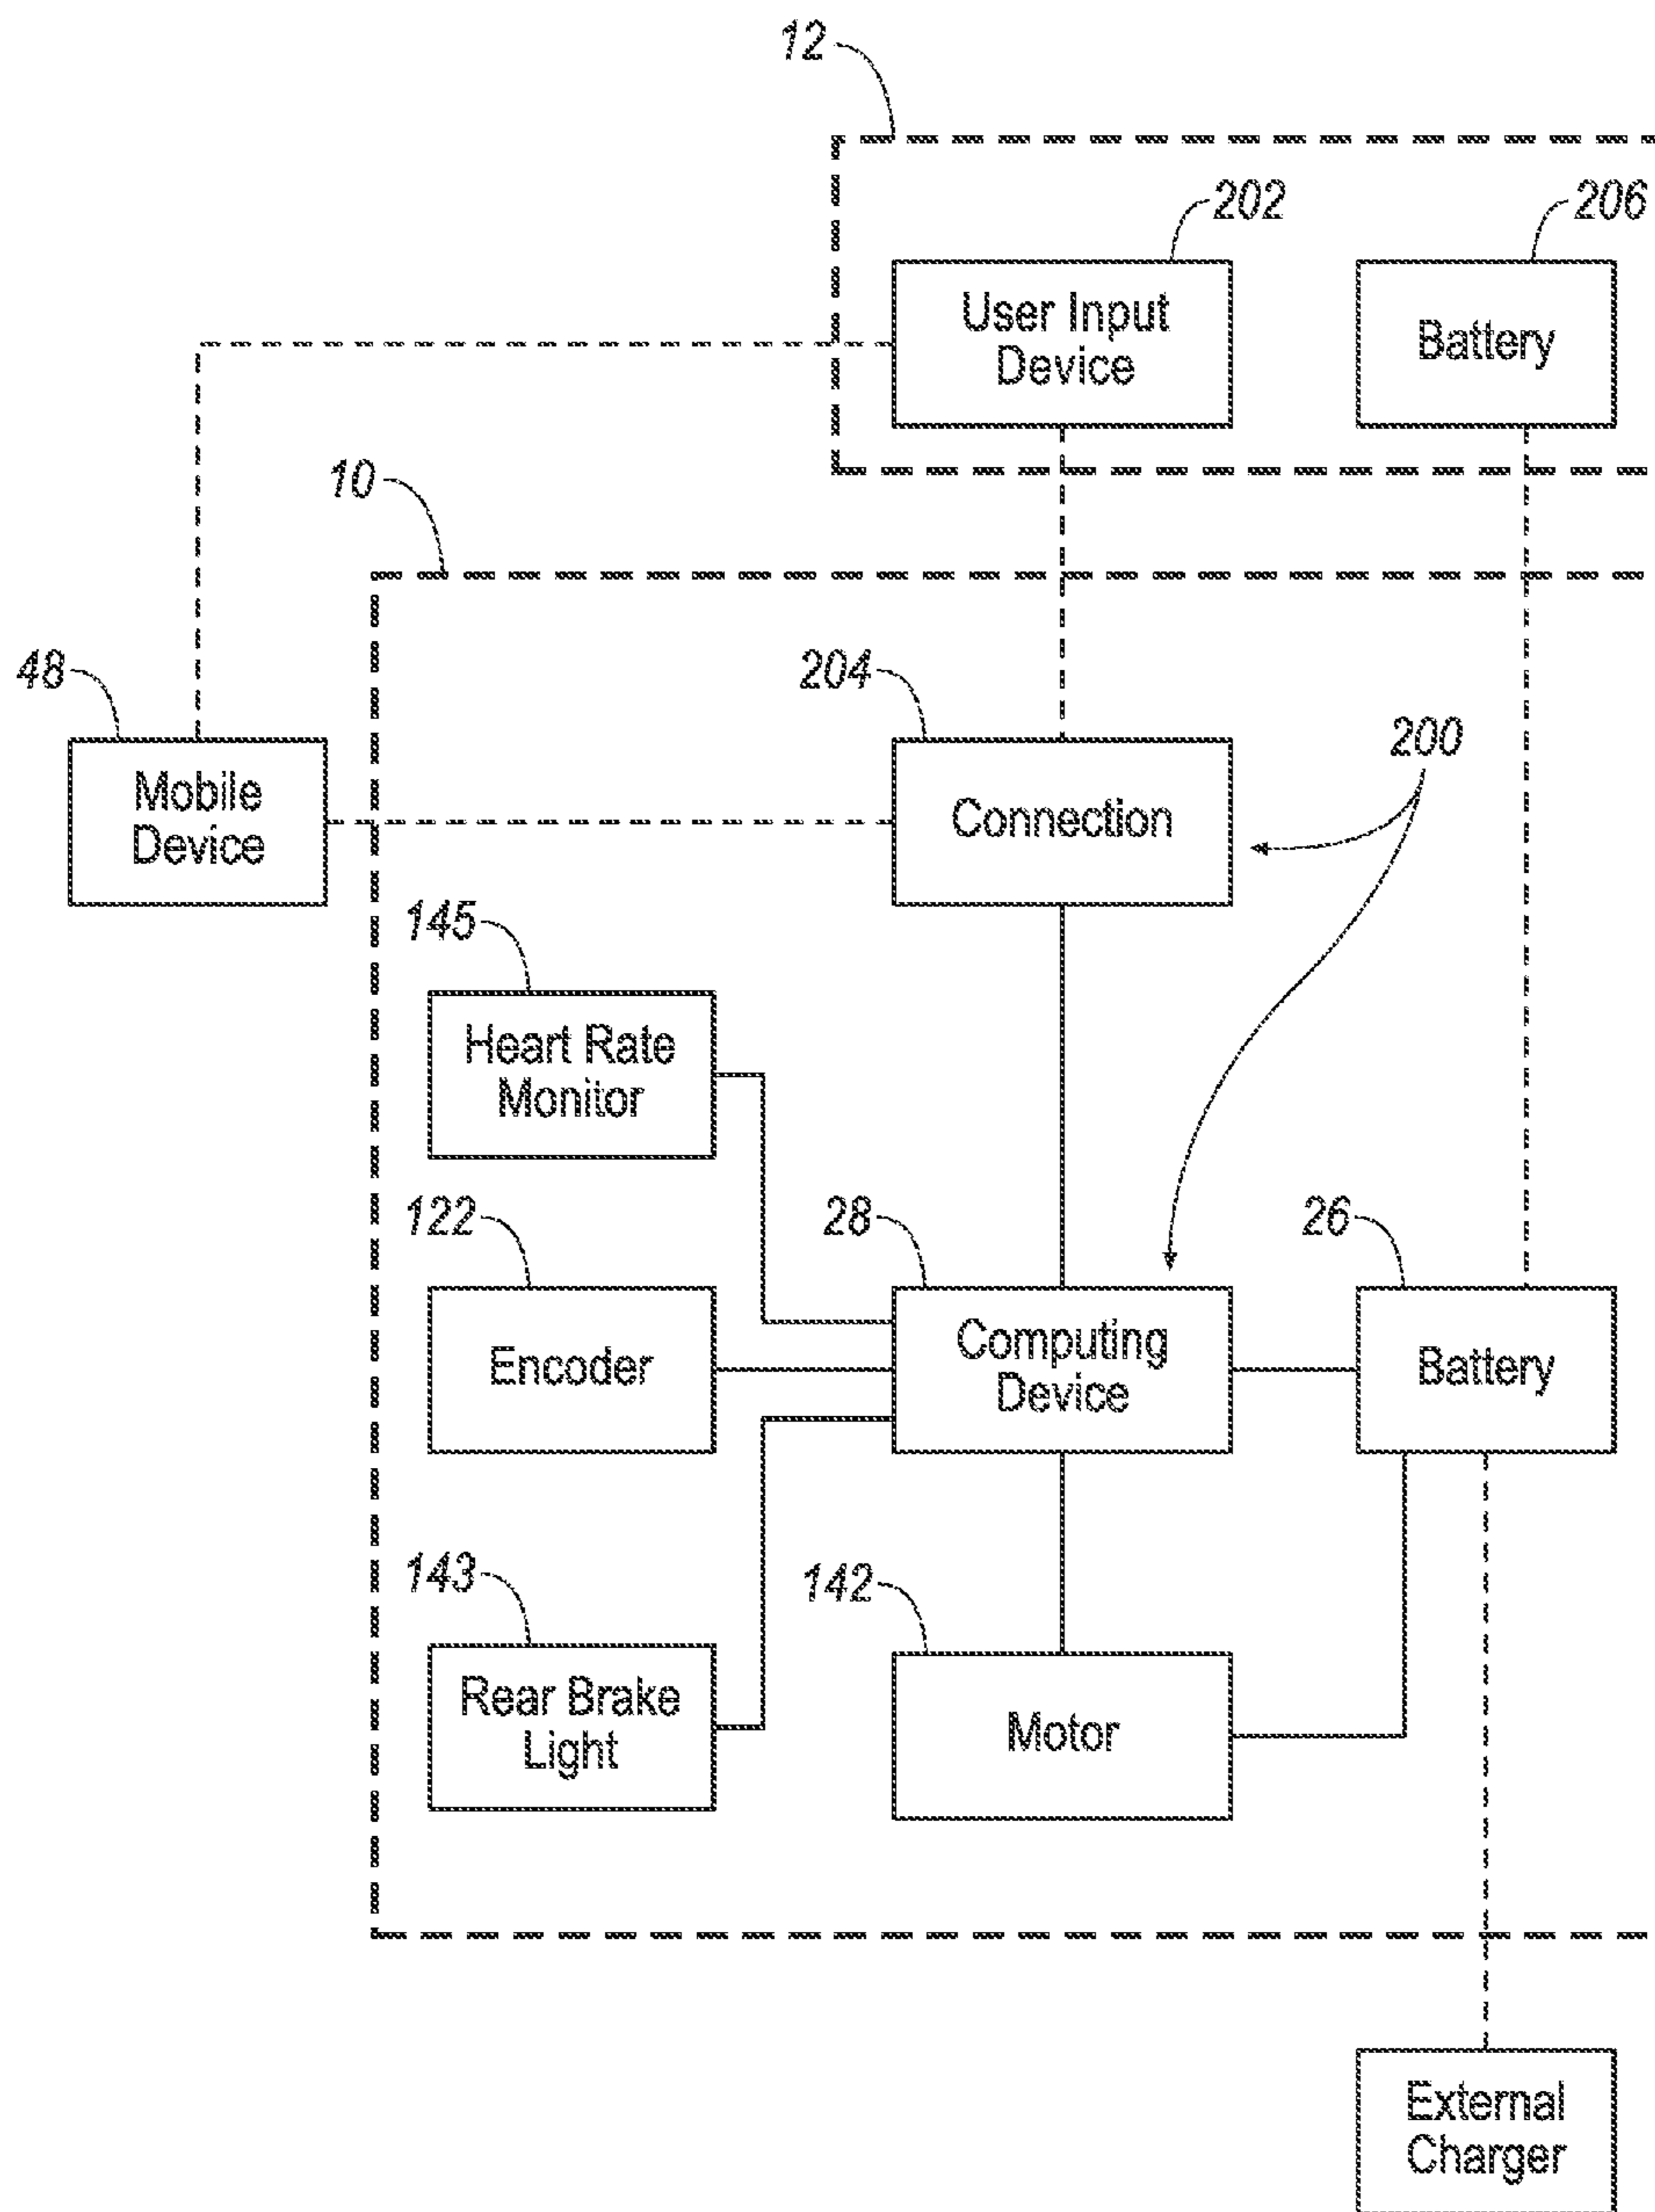 12
202
206
User Input
Device
Battery
10
48
204
200
Mobile
Device
Connection
145
Heart Rate
Monitor
122
28
26
Encoder
Computing
Device
Battery
143
142
Rear Brake
Light
Motor
External
Charger